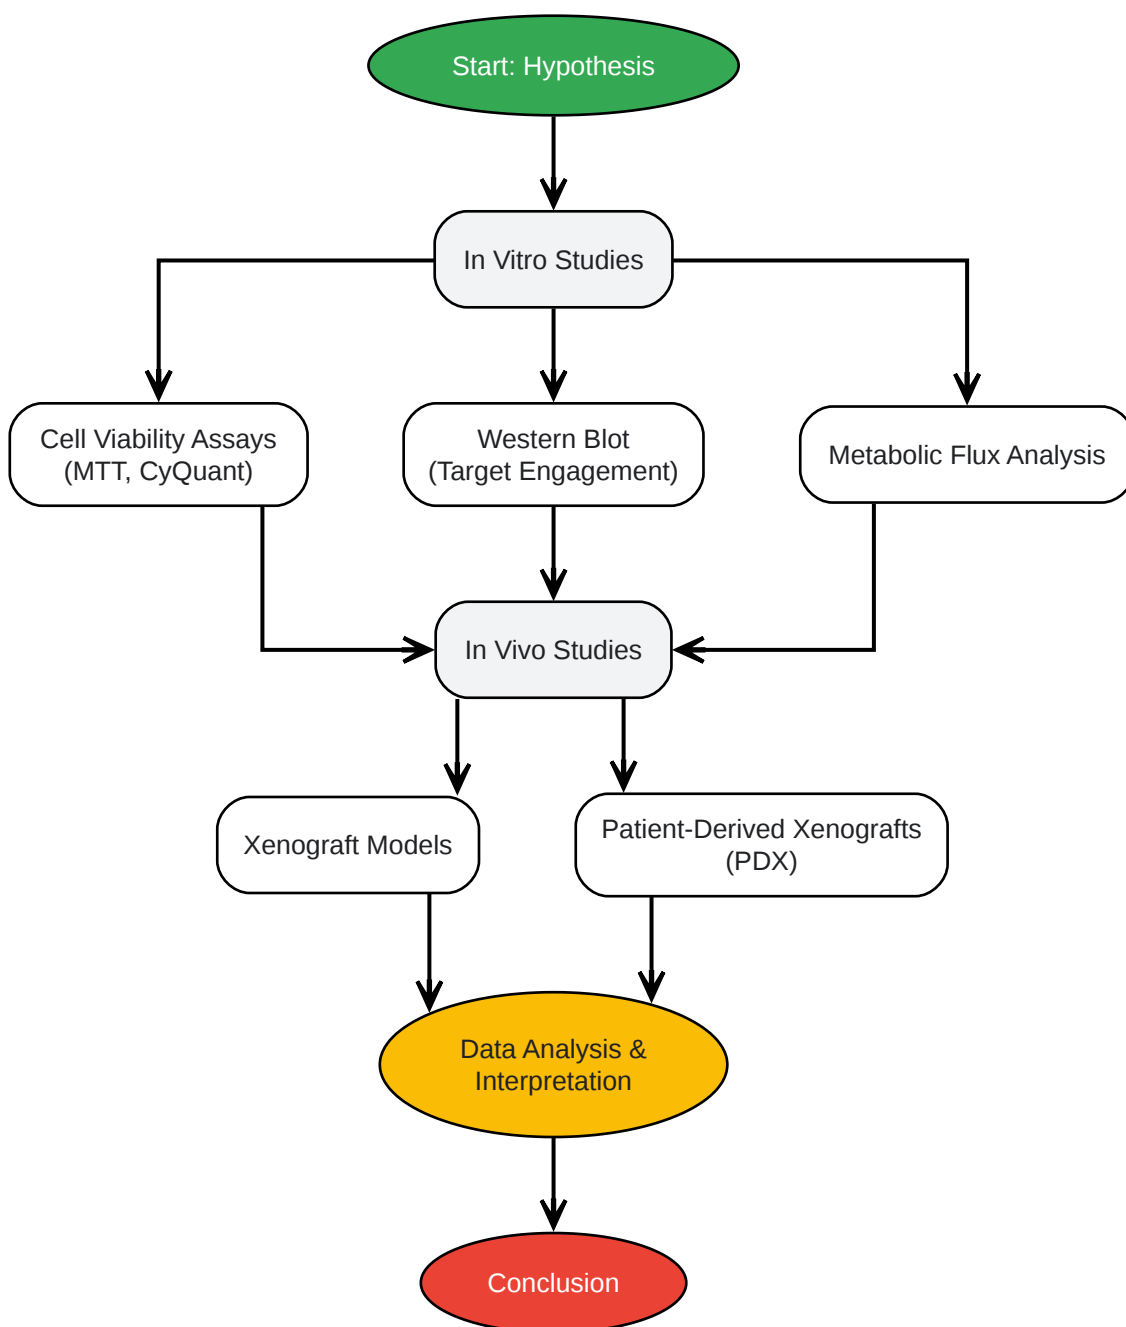 Start: Hypothesis
In Vitro Studies
Cell Viability Assays
(MTT, CyQuant)
Western Blot
(Target Engagement)
Metabolic Flux Analysis
In Vivo Studies
Xenograft Models
Patient-Derived Xenografts
(PDX)
Data Analysis &
Interpretation
Conclusion